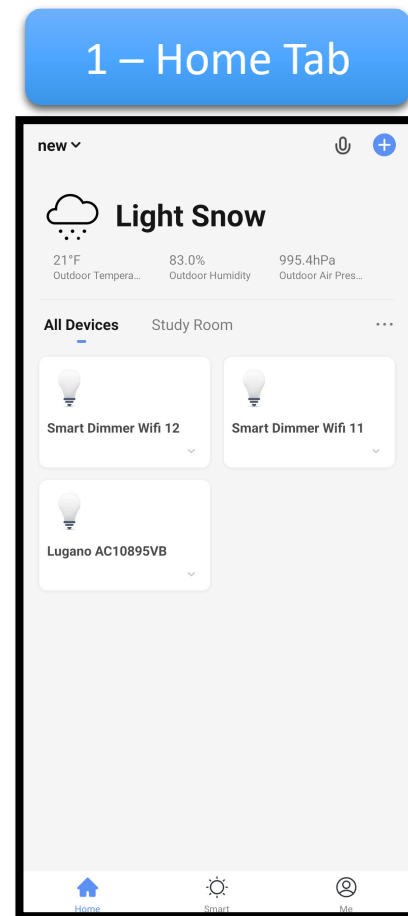 1 – Home Tab
new
Light Snow
21°F 83.0% 995.4hPa
Outdoor Tempera... Outdoor Humidity Outdoor Air Pres...
All Devices Study Room
Smart Dimmer Wifi 12 Smart Dimmer Wifi 11
Lugano AC10895VB
Home Smart Me